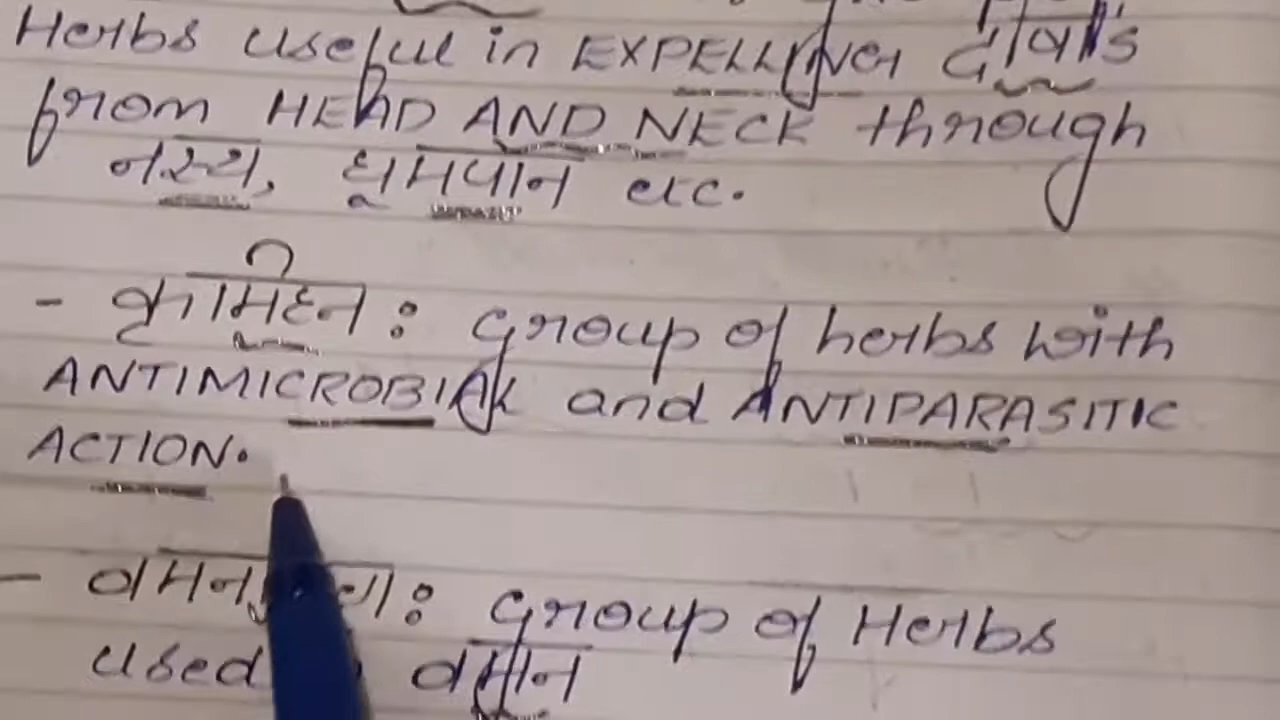 Herbs useful in EXPELLING दोष's
from HEAD AND NECK through
नस्य, धूमपान etc.
- कृमिघ्न : Group of herbs with
ANTIMICROBIAL and ANTIPARASITIC
ACTION.
- वमन : Group of Herbs
used वमन